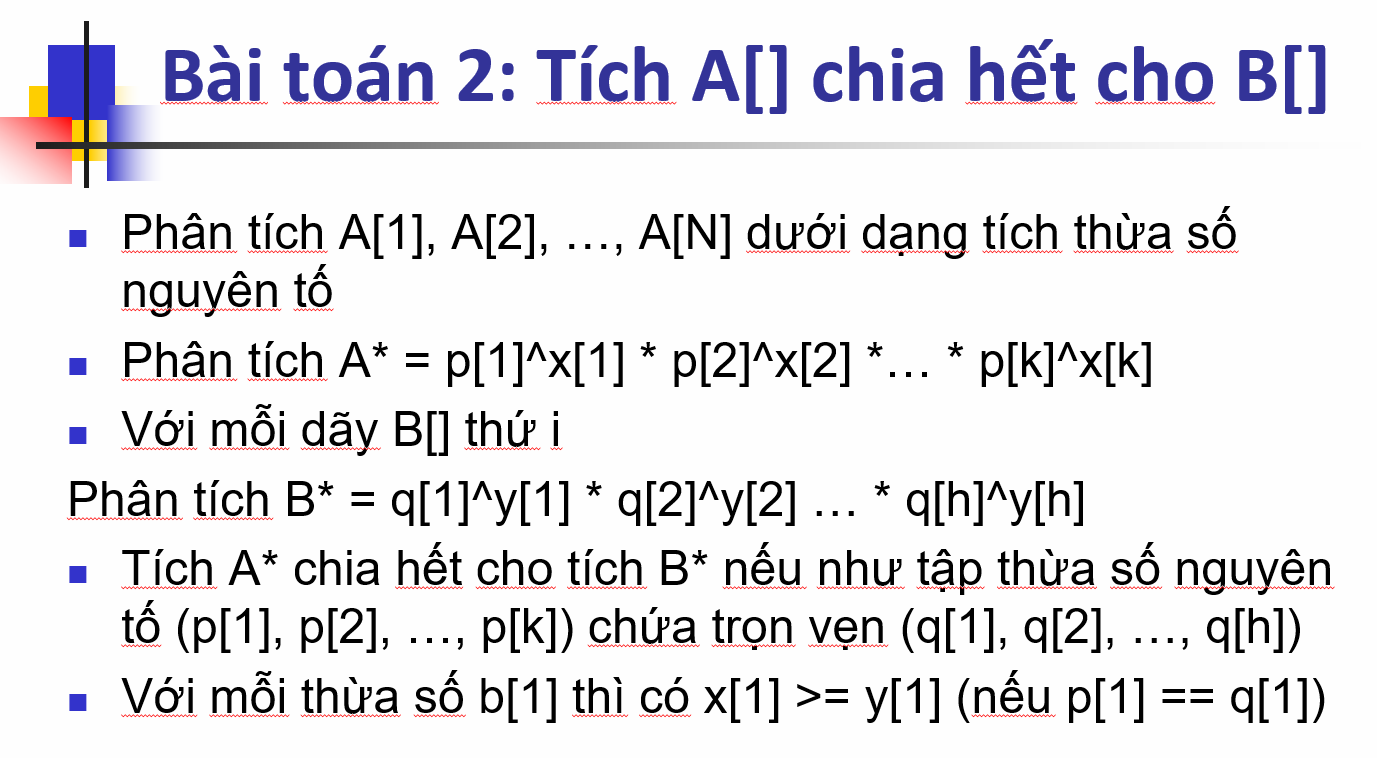 Bài toán 2: Tích A[] chia hết cho B[]
Phân tích A[1], A[2], …, A[N] dưới dạng tích thừa số
nguyên tố
Phân tích A* = p[1]^x[1] * p[2]^x[2] *… * p[k]^x[k]
Với mỗi dãy B[] thứ i
Phân tích B* = q[1]^y[1] * q[2]^y[2] … * q[h]^y[h]
Tích A* chia hết cho tích B* nếu như tập thừa số nguyên
tố (p[1], p[2], …, p[k]) chứa trọn vẹn (q[1], q[2], …, q[h])
Với mỗi thừa số b[1] thì có x[1] >= y[1] (nếu p[1] == q[1])